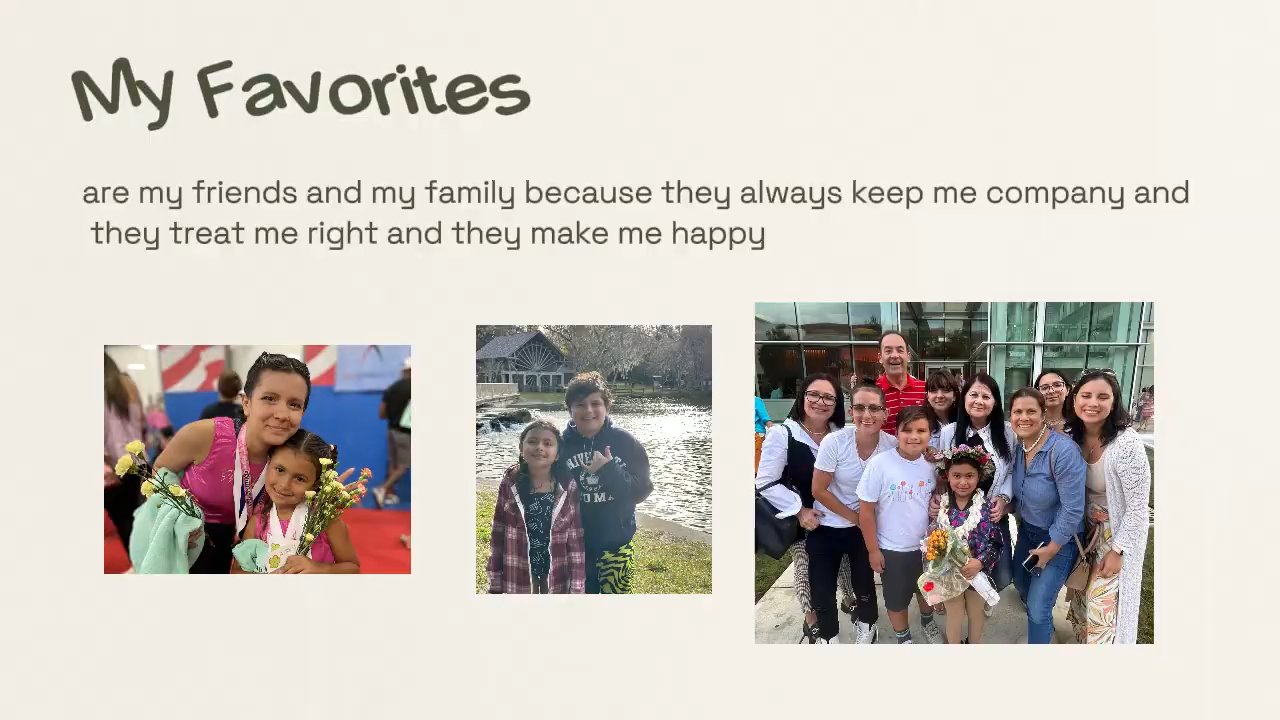 My Favorites
are my friends and my family because they always keep me company and
they treat me right and they make me happy